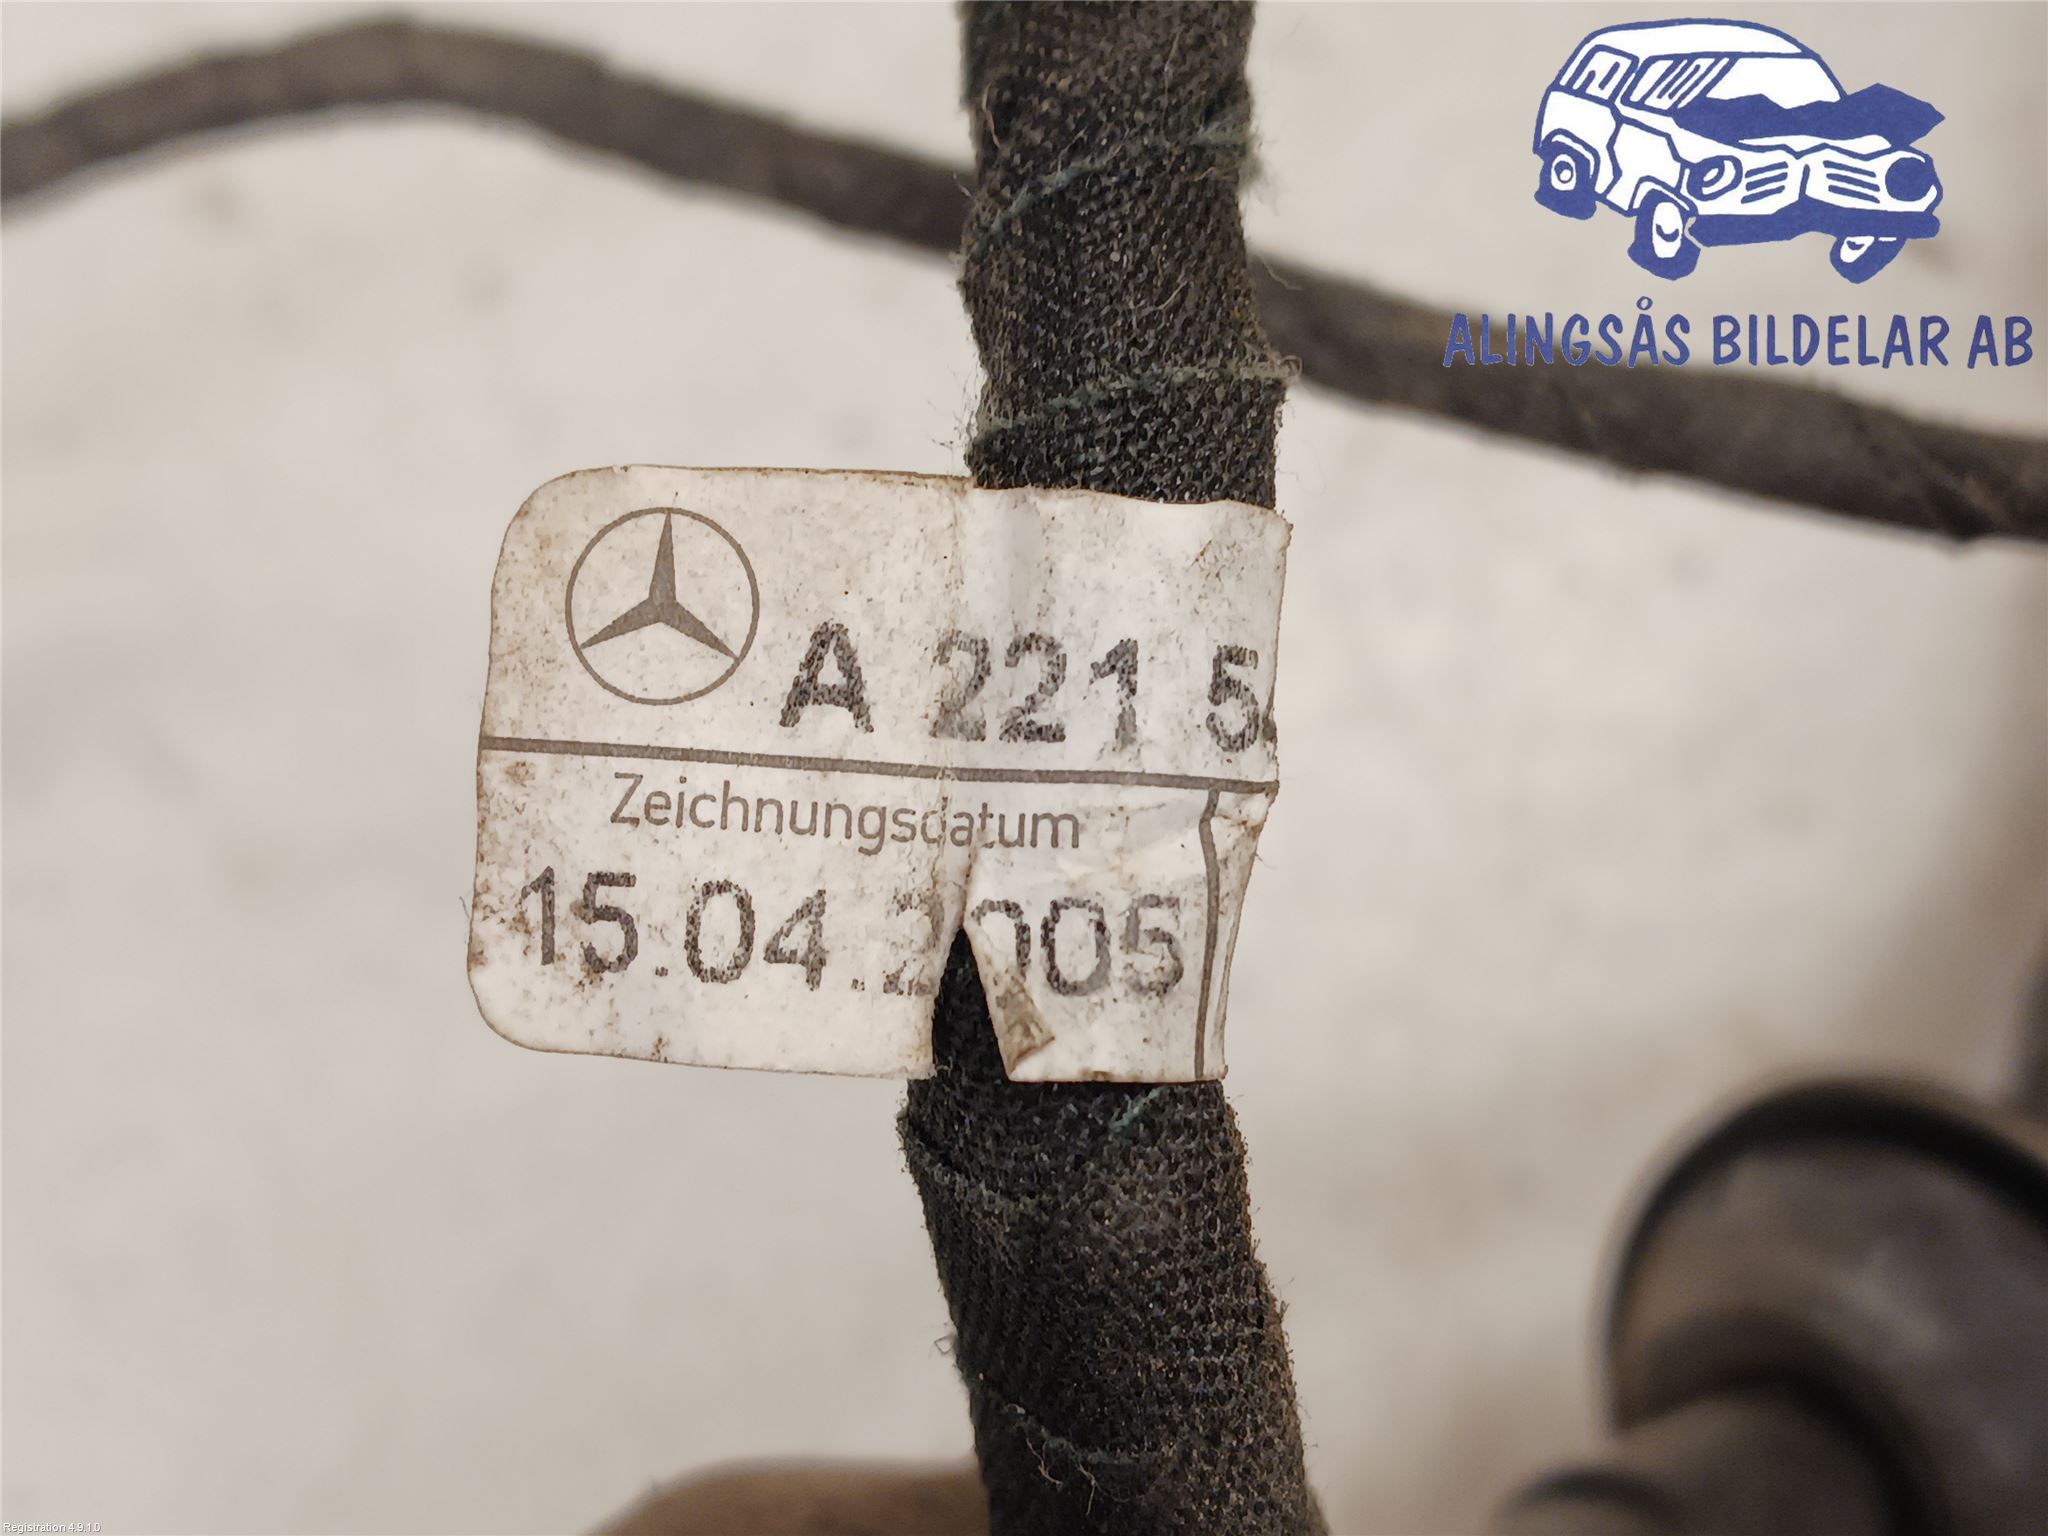 ALINGSÅS BILDELAR AB
A 221 5
Zeichnungsdatum
15.04.2005
Registration 4.9.1.0